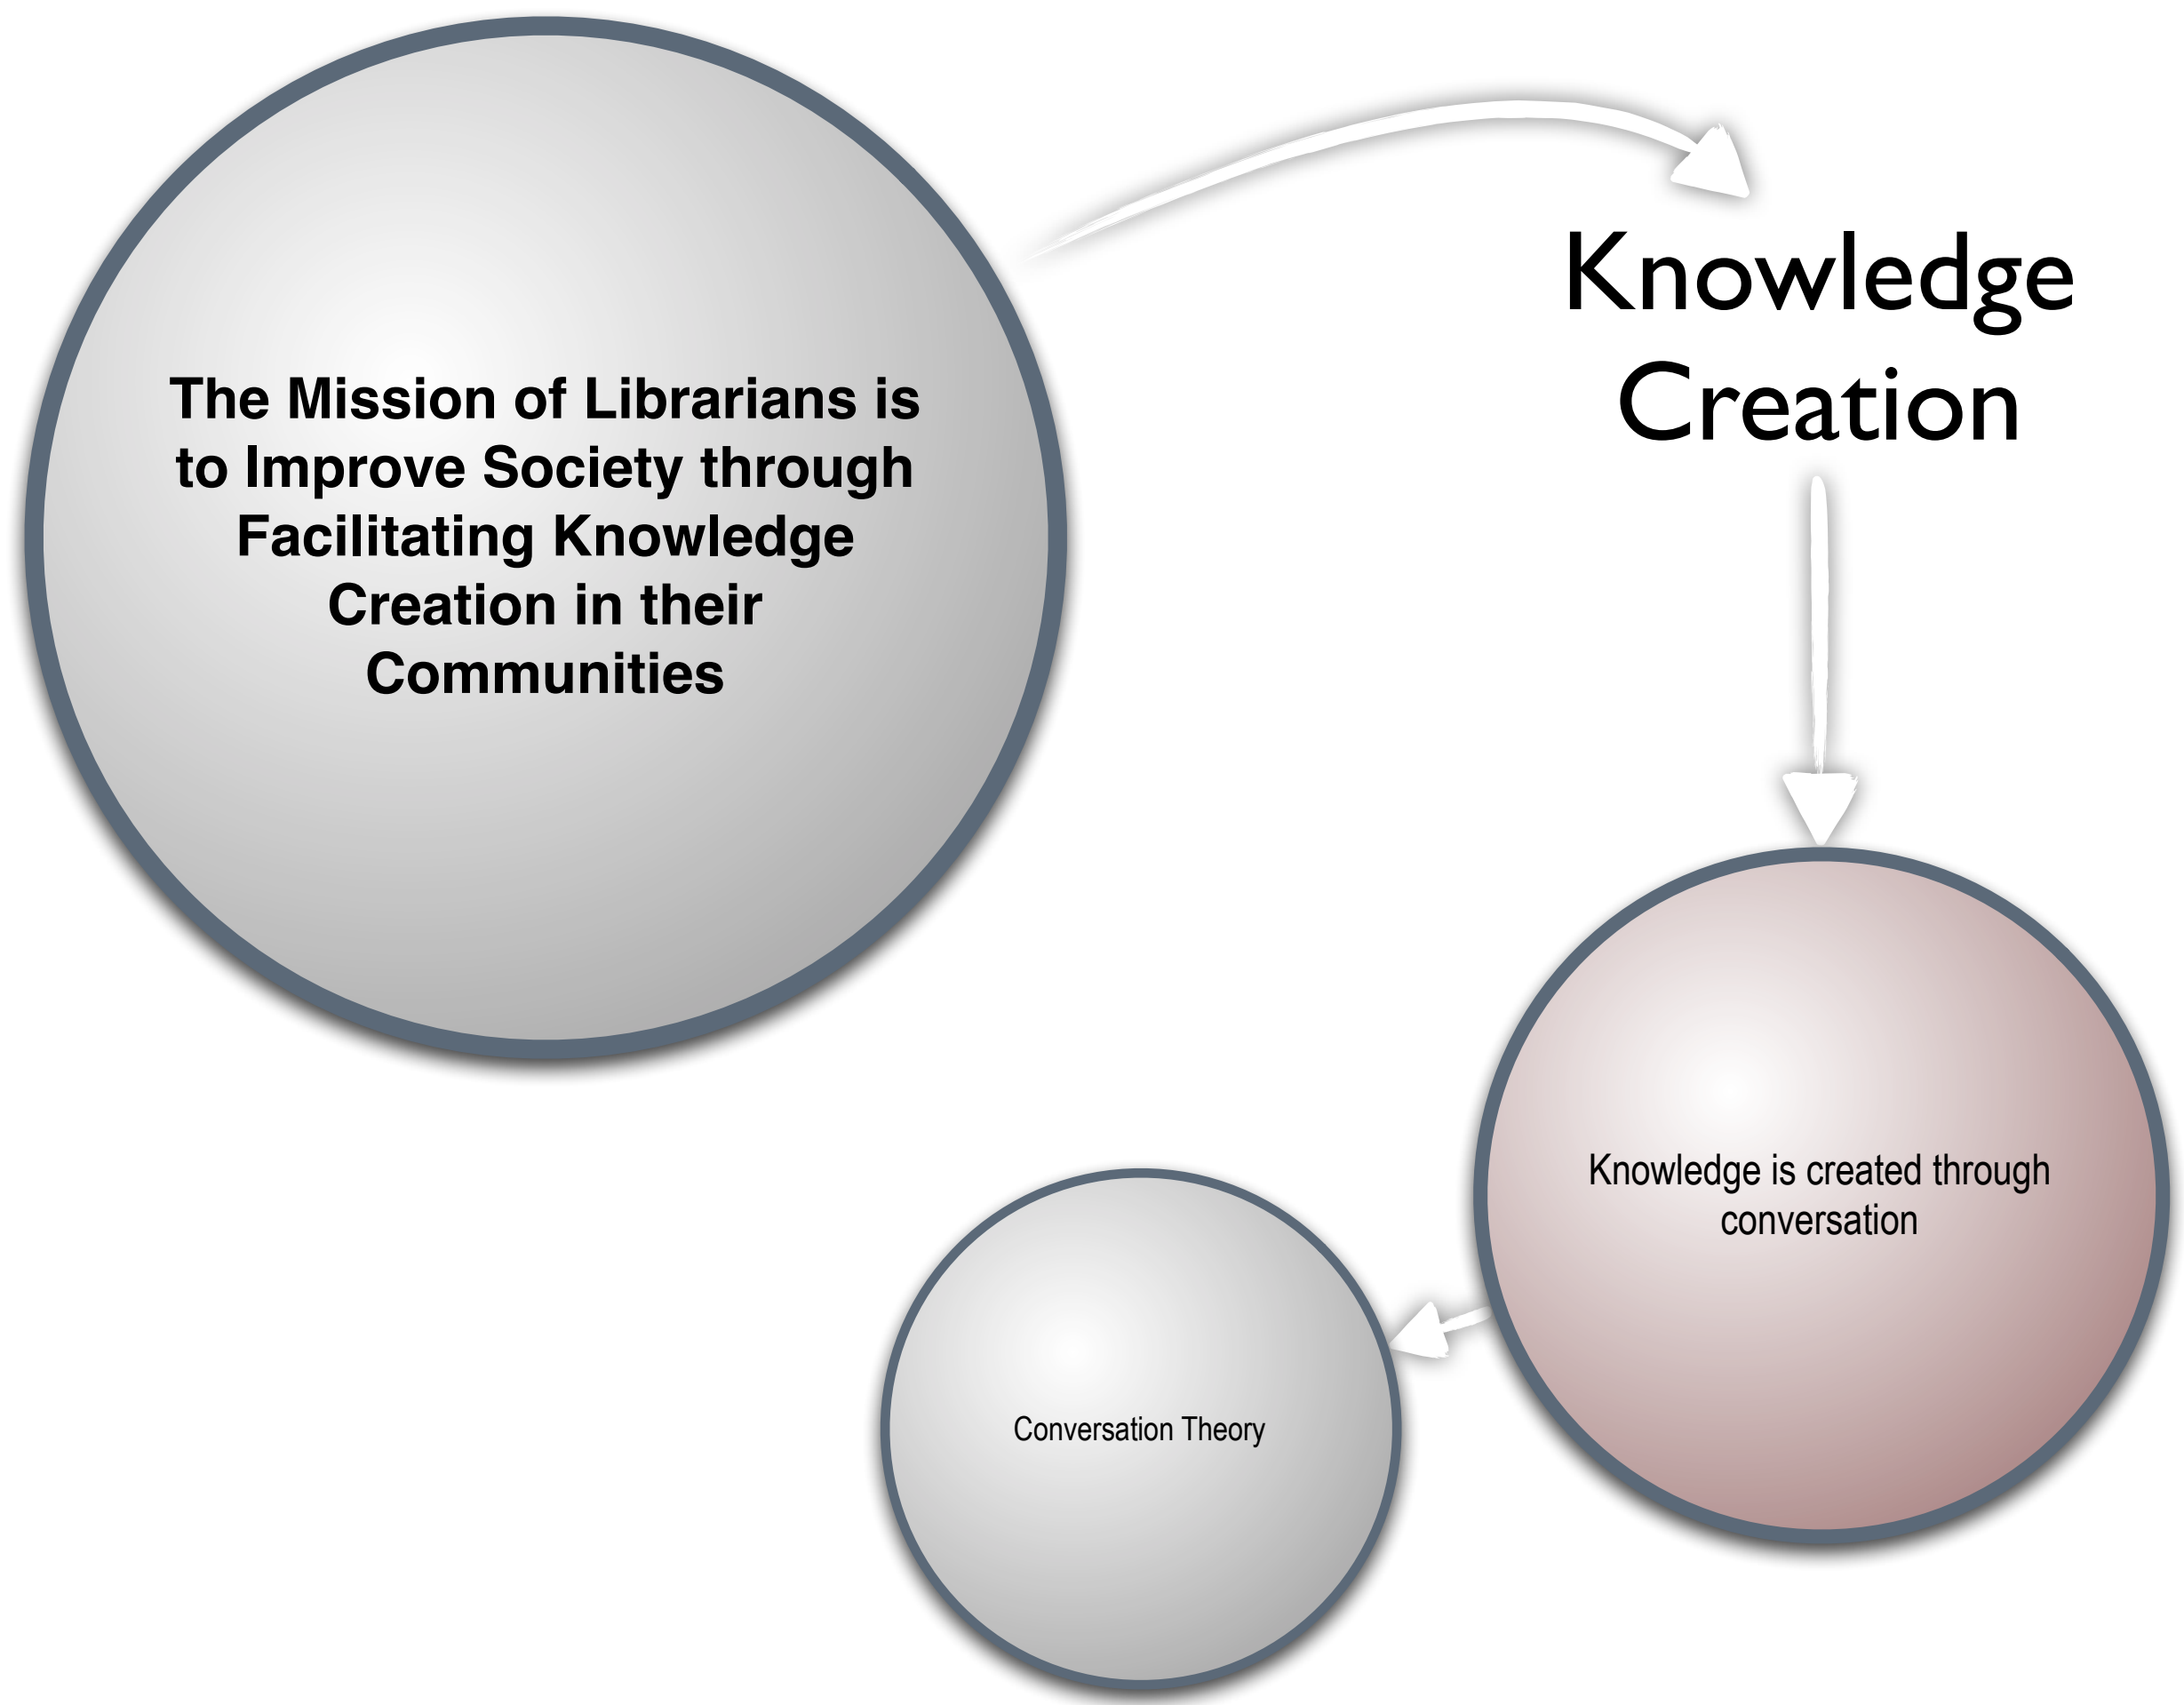 The Mission of Librarians is
to Improve Society through
Facilitating Knowledge
Creation in their
Communities
Knowledge
Creation
Knowledge is created through
conversation
Conversation Theory